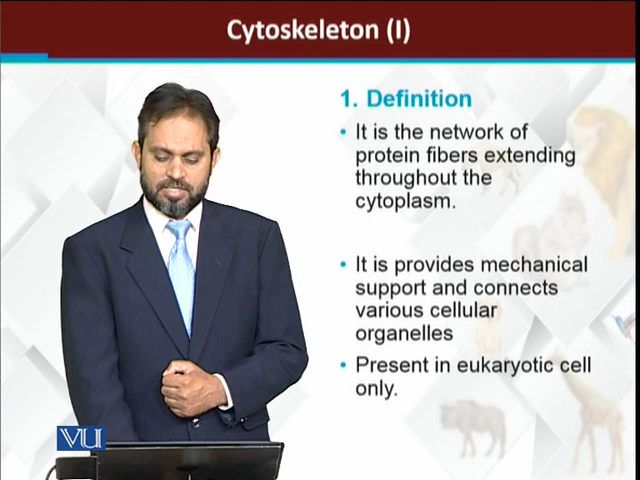 Cytoskeleton (I)
1. Definition
• It is the network of
protein fibers extending
throughout the
cytoplasm.
• It is provides mechanical
support and connects
various cellular
organelles
• Present in eukaryotic cell
only.
VU